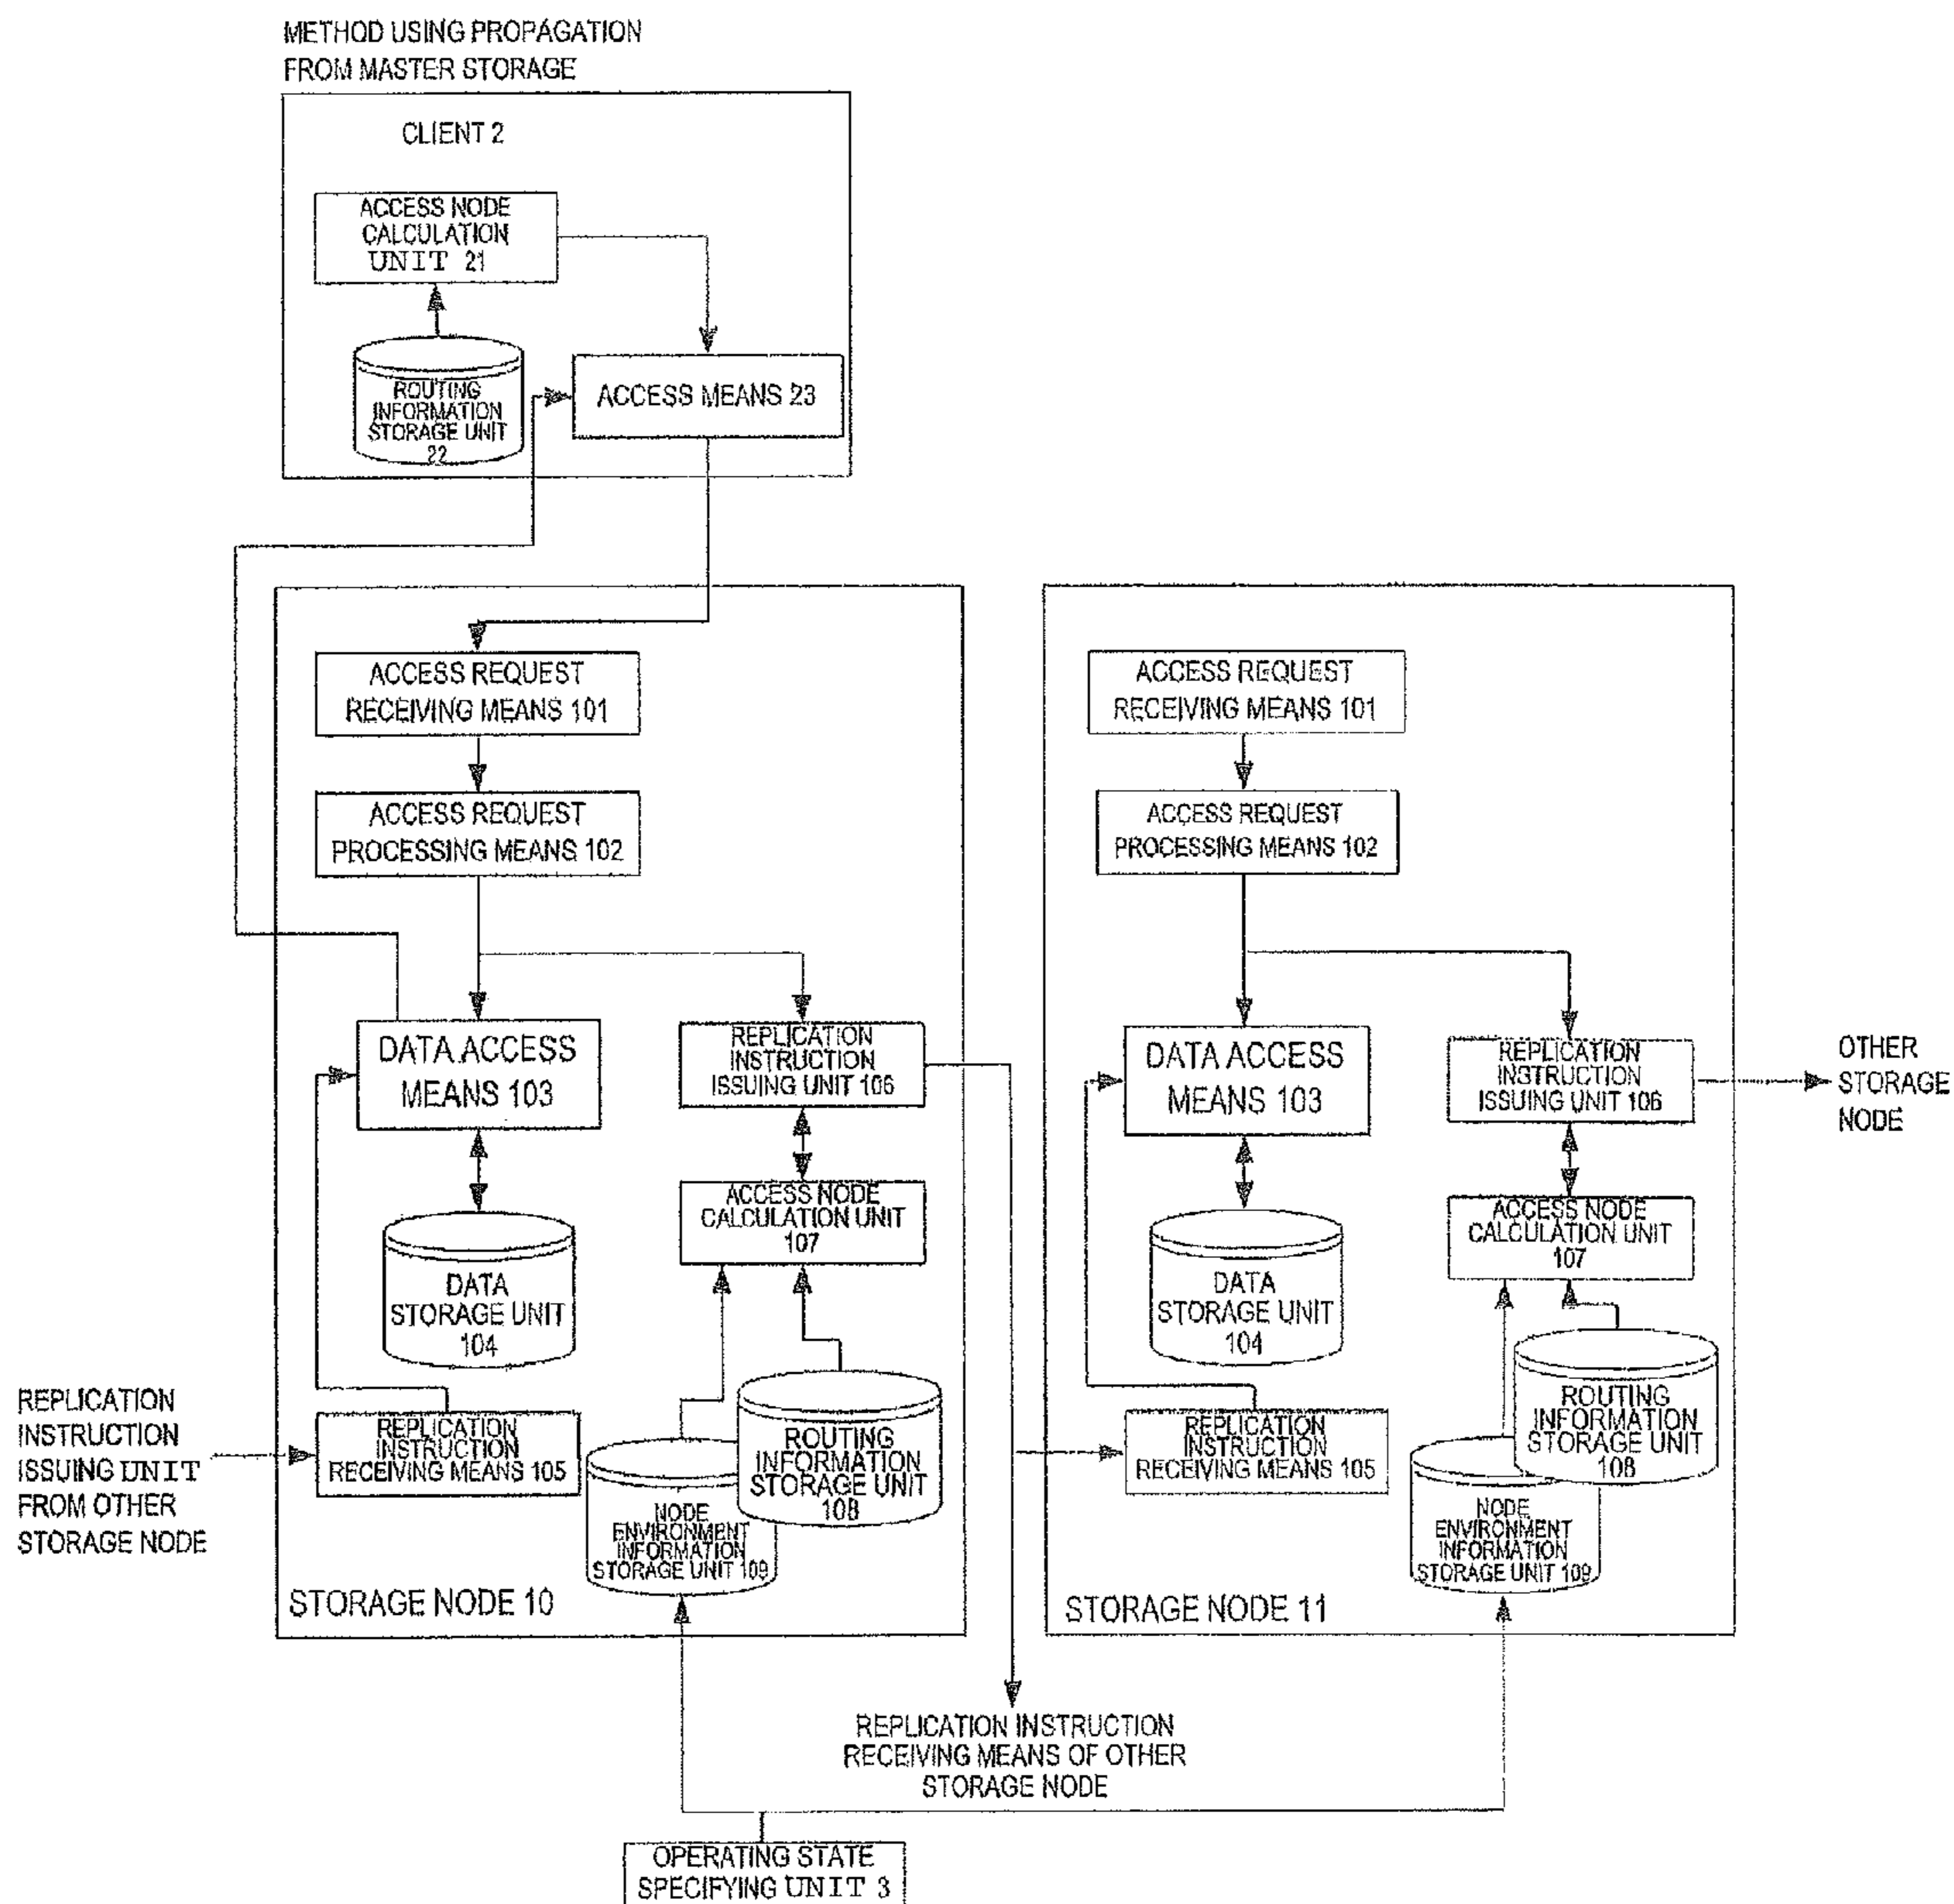 METHOD USING PROPAGATION
FROM MASTER STORAGE
CLIENT 2
ACCESS NODE
CALCULATION
UNIT 21
ROUTING
INFORMATION
STORAGE UNIT
22
ACCESS MEANS 23
ACCESS REQUEST
RECEIVING MEANS 101
ACCESS REQUEST
PROCESSING MEANS 102
DATA ACCESS
MEANS 103
REPLICATION
INSTRUCTION
ISSUING UNIT 106
ACCESS NODE
CALCULATION UNIT
107
DATA
STORAGE UNIT
104
REPLICATION
INSTRUCTION
ISSUING UNIT
FROM OTHER
STORAGE NODE
REPLICATION
INSTRUCTION
RECEIVING MEANS 105
NODE
ENVIRONMENT
INFORMATION
STORAGE UNIT 109
ROUTING
INFORMATION
STORAGE UNIT
108
STORAGE NODE 10
ACCESS REQUEST
RECEIVING MEANS 101
ACCESS REQUEST
PROCESSING MEANS 102
DATA ACCESS
MEANS 103
REPLICATION
INSTRUCTION
ISSUING UNIT 106
OTHER
STORAGE
NODE
ACCESS NODE
CALCULATION UNIT
107
DATA
STORAGE UNIT
104
REPLICATION
INSTRUCTION
RECEIVING MEANS 105
ROUTING
INFORMATION
STORAGE UNIT
108
NODE
ENVIRONMENT
INFORMATION
STORAGE UNIT 109
STORAGE NODE 11
REPLICATION INSTRUCTION
RECEIVING MEANS OF OTHER
STORAGE NODE
OPERATING STATE
SPECIFYING UNIT 3